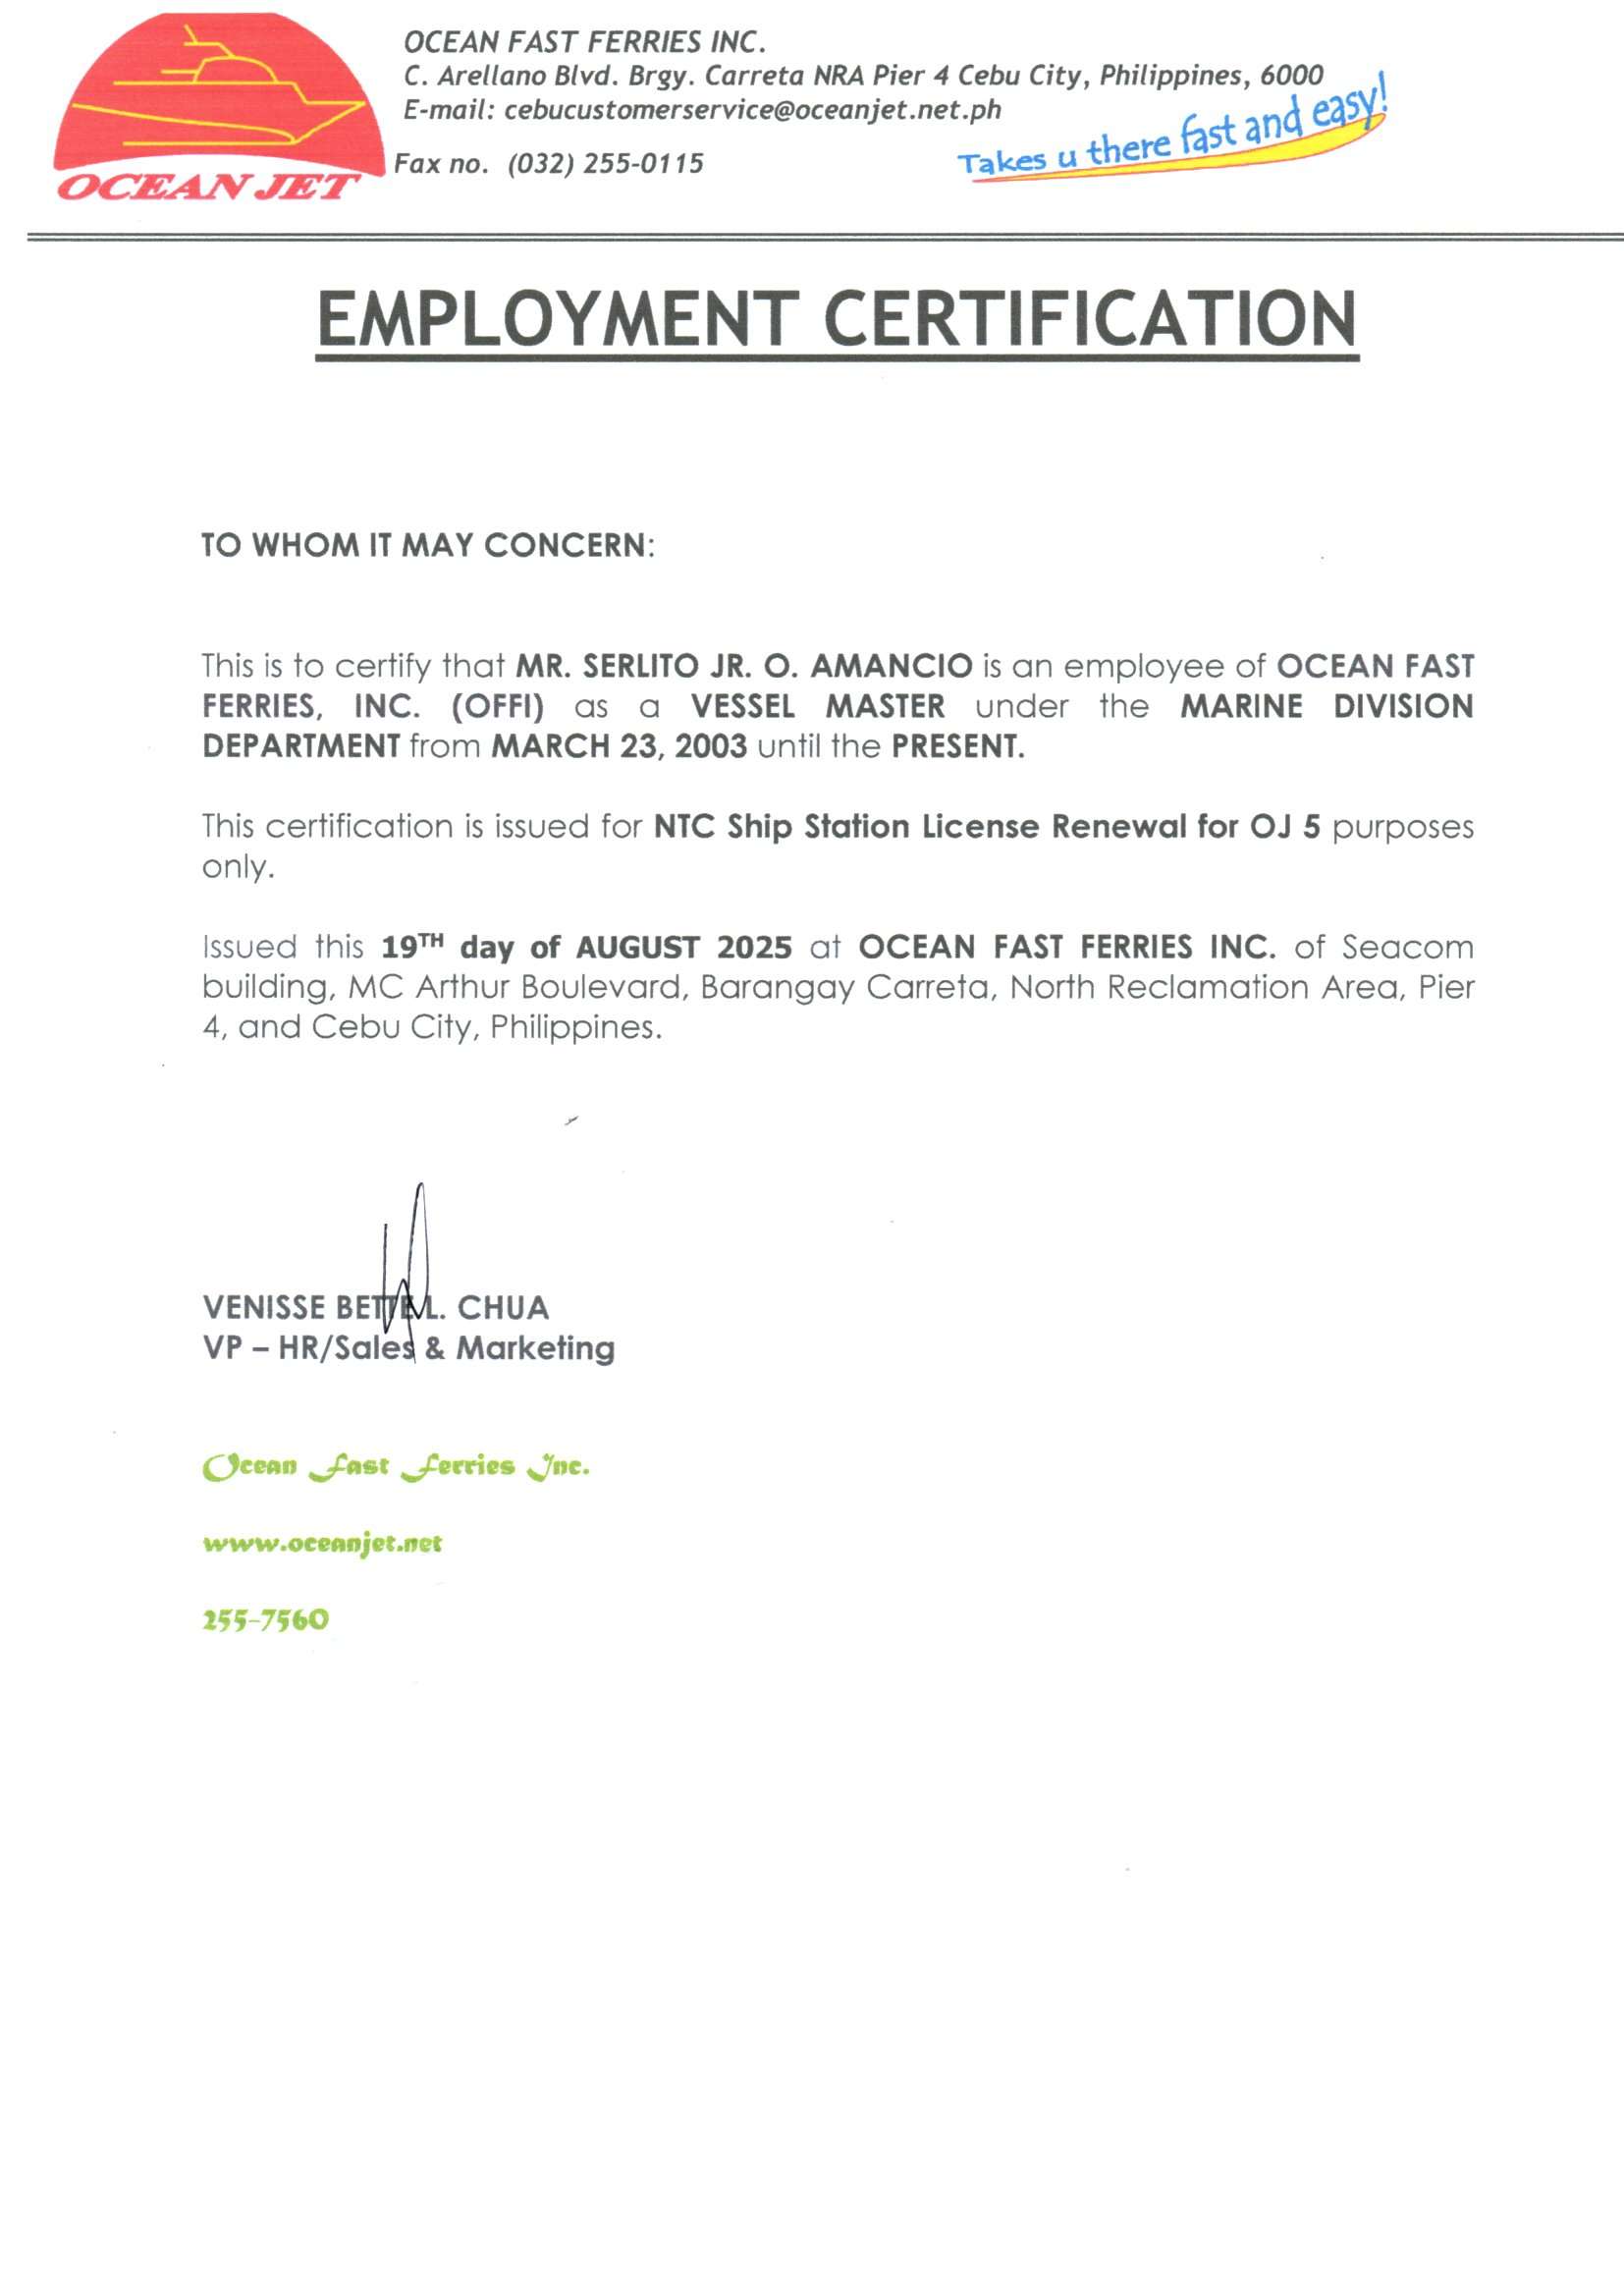 OCEAN FAST FERRIES INC.
C. Arellano Blvd. Brgy. Carreta NRA Pier 4 Cebu City, Philippines, 6000
E-mail: cebucustomerservice@oceanjet.net.ph
Takes u there fast and easy!
Fax no. (032) 255-0115
OCEAN JET
EMPLOYMENT CERTIFICATION
TO WHOM IT MAY CONCERN:
This is to certify that MR. SERLITO JR. O. AMANCIO is an employee of OCEAN FAST
FERRIES, INC. (OFFI) as a VESSEL MASTER under the MARINE DIVISION
DEPARTMENT from MARCH 23, 2003 until the PRESENT.
This certification is issued for NTC Ship Station License Renewal for OJ 5 purposes
only.
Issued this 19TH day of AUGUST 2025 at OCEAN FAST FERRIES INC. of Seacom
building, MC Arthur Boulevard, Barangay Carreta, North Reclamation Area, Pier
4, and Cebu City, Philippines.
VENISSE BETTE L. CHUA
VP – HR/Sales & Marketing
Ocean Fast Ferries Inc.
www.oceanjet.net
255-7560